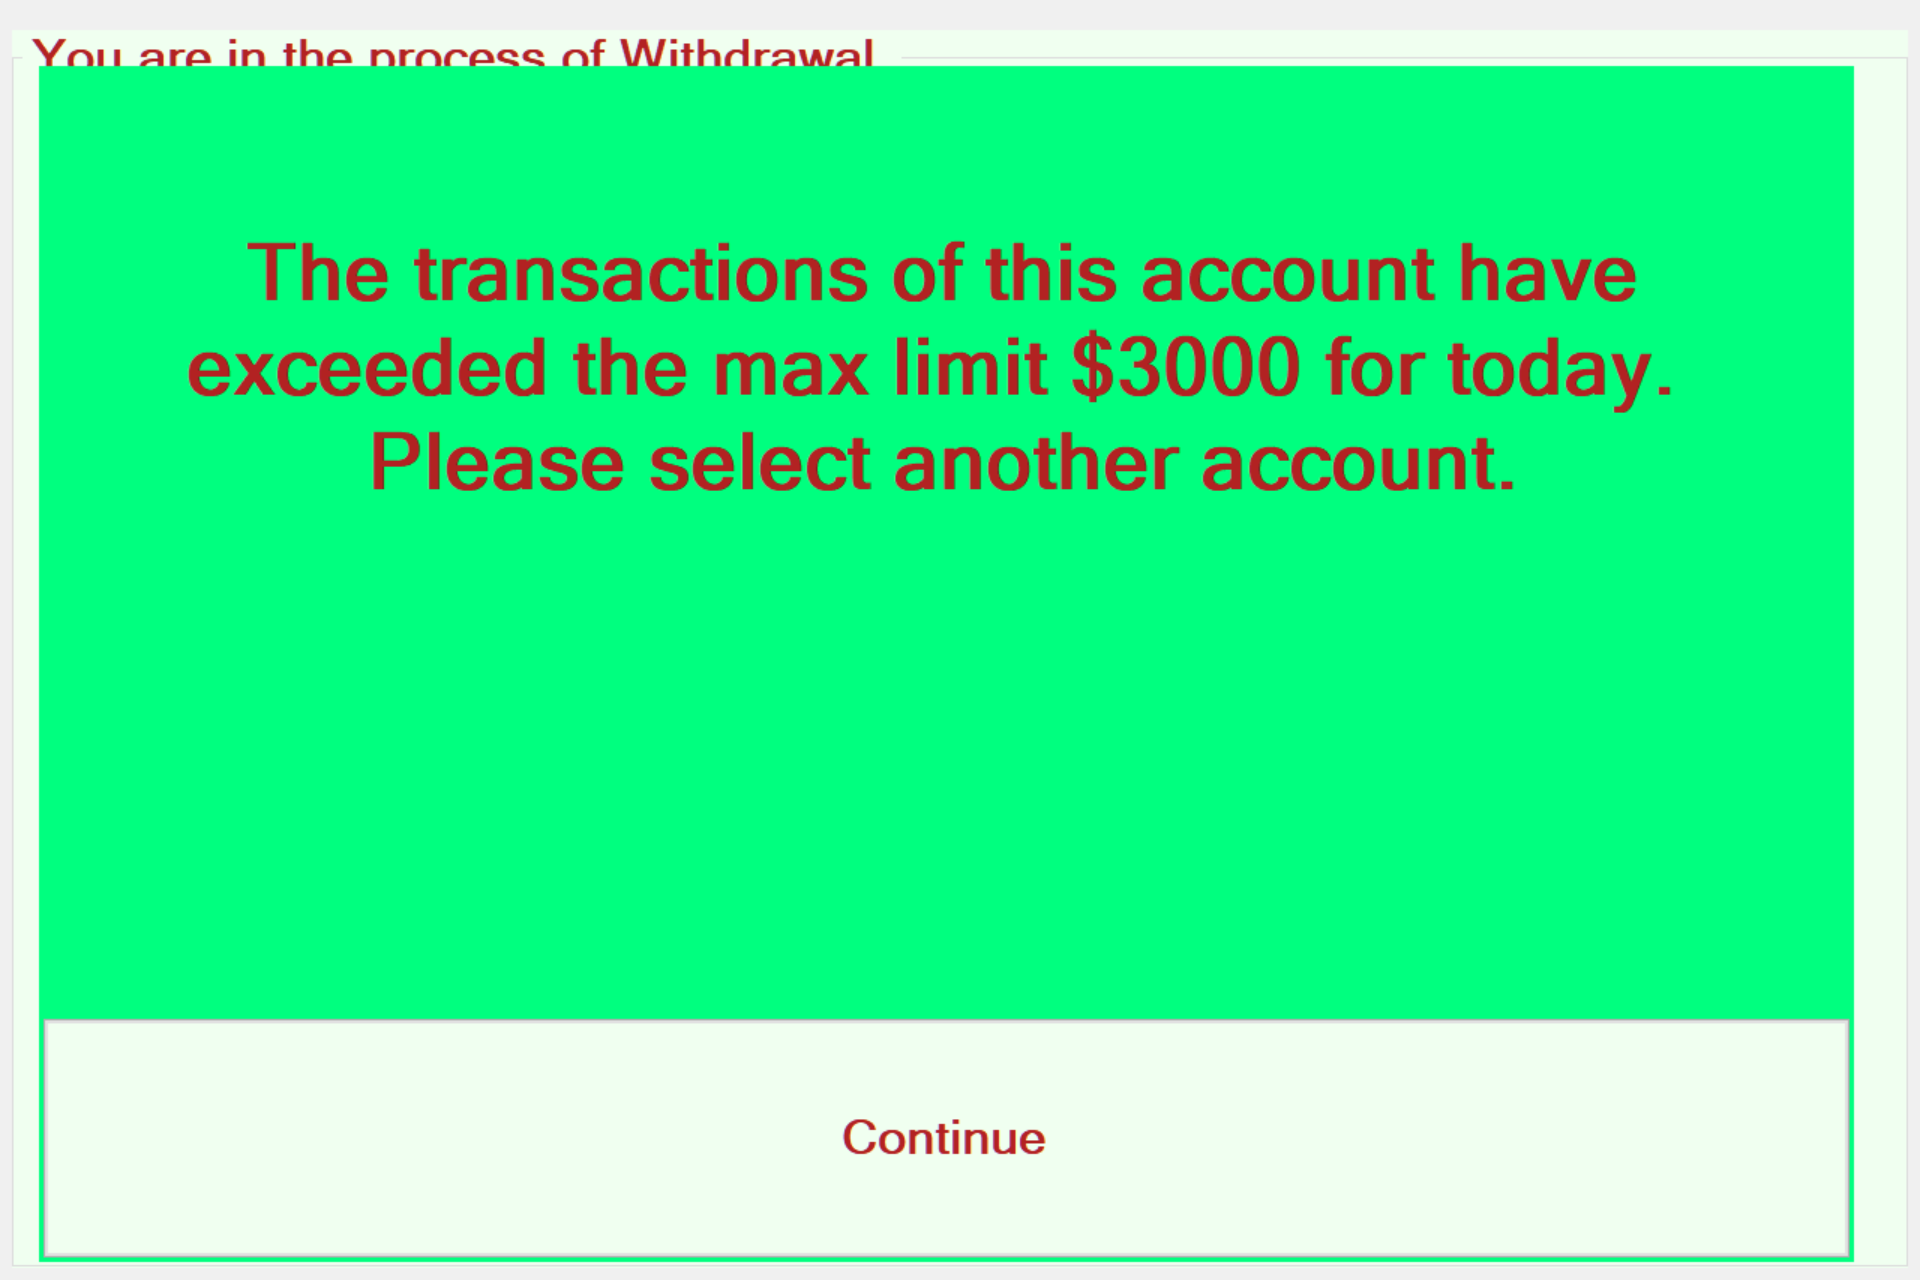 You are in the process of Withdrawal
The transactions of this account have
exceeded the max limit $3000 for today.
Please select another account.
Continue